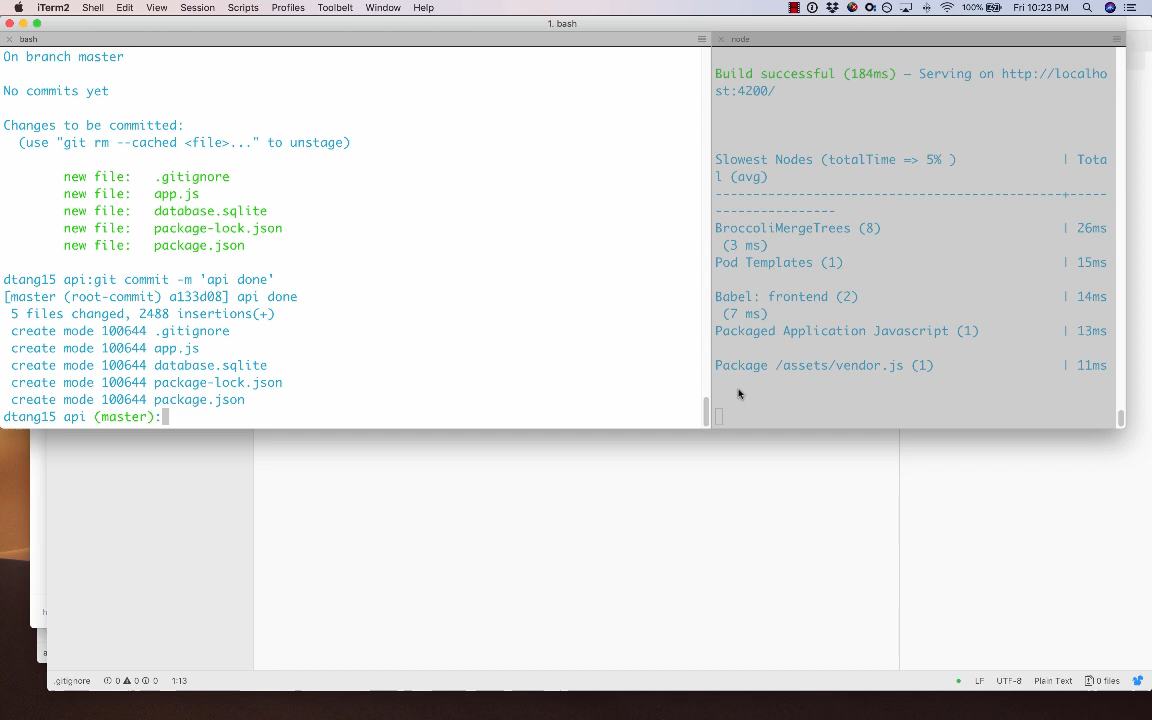 iTerm2 Shell Edit View Session Scripts Profiles Toolbelt Window Help 100% Fri 10:23 PM
1. bash
bash
On branch master
No commits yet
Changes to be committed:
(use "git rm --cached <file>..." to unstage)
new file: .gitignore
new file: app.js
new file: database.sqlite
new file: package-lock.json
new file: package.json
dtang15 api:git commit -m 'api done'
[master (root-commit) a133d08] api done
5 files changed, 2488 insertions(+)
create mode 100644 .gitignore
create mode 100644 app.js
create mode 100644 database.sqlite
create mode 100644 package-lock.json
create mode 100644 package.json
dtang15 api (master):
node
Build successful (184ms) – Serving on http://localho
st:4200/
Slowest Nodes (totalTime => 5% ) | Tota
l (avg)
----------------------------------------------+-----
----------------
BroccoliMergeTrees (8) | 26ms
(3 ms)
Pod Templates (1) | 15ms
Babel: frontend (2) | 14ms
(7 ms)
Packaged Application Javascript (1) | 13ms
Package /assets/vendor.js (1) | 11ms
.gitignore 0 0 0 1:13 LF UTF-8 Plain Text 0 files